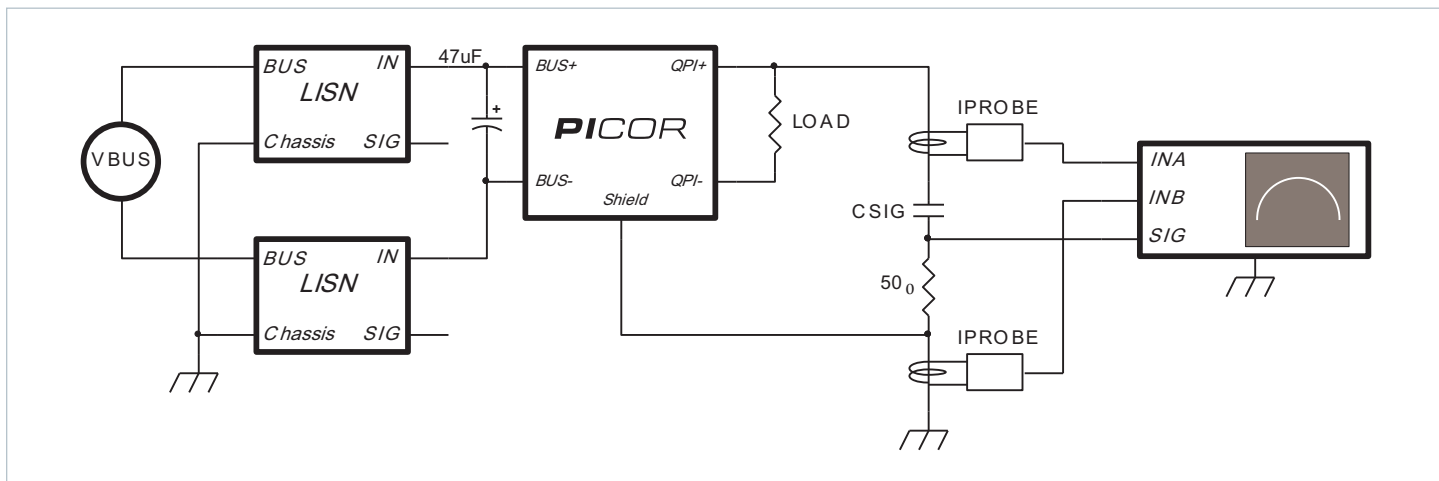 BUS IN
LISN
Chassis SIG
47uF
+
BUS+ QPI+
PICOR
BUS- QPI-
Shield
LOAD
IPROBE
INA
INB
SIG
VBUS
CSIG
BUS IN
LISN
Chassis SIG
50₀
IPROBE